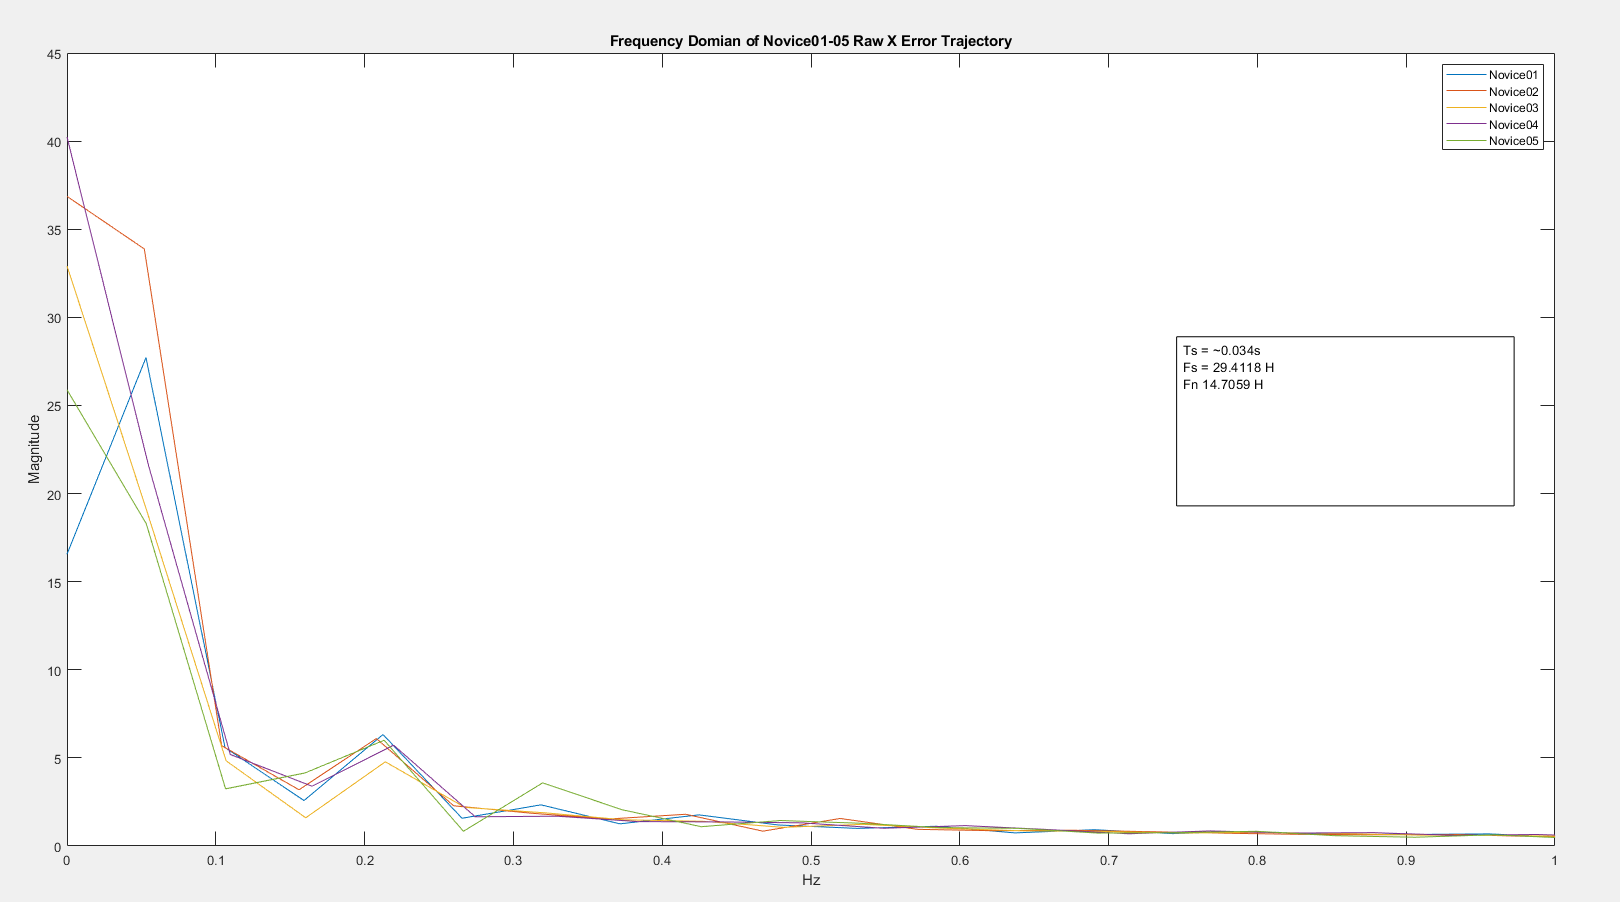 Frequency Domian of Novice01-05 Raw X Error Trajectory
45
40
35
30
25
20
15
10
5
0
Magnitude
Novice01
Novice02
Novice03
Novice04
Novice05
Ts = ~0.034s
Fs = 29.4118 H
Fn 14.7059 H
0 0.1 0.2 0.3 0.4 0.5 0.6 0.7 0.8 0.9 1
Hz